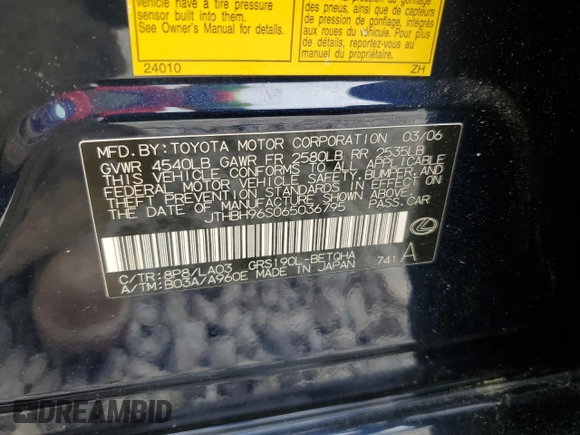 vehicle have a tire pressure
sensor built into them.
See Owner's Manual for details.
24010
des pneus, ainsi que de capteurs
de pression de gonflage, intégrés
aux roues du véhicule. Pour de
détails, reportez-vous au
manuel du propriétaire.
ZH
MFD. BY: TOYOTA MOTOR CORPORATION 03/06
GVWR 4540LB GAWR FR 2580LB RR 2535LB
THIS VEHICLE CONFORMS TO ALL APPLICABLE
FEDERAL MOTOR VEHICLE SAFETY, BUMPER, AND
THEFT PREVENTION STANDARDS IN EFFECT ON
THE DATE OF MANUFACTURE SHOWN ABOVE.
JTHBH96S065036795 PASS. CAR
C/TR: 8P8/LA03 GRS190L-BETQHA
A/TM: B03A/A960E MADE IN JAPAN 741 A
DREAMBID